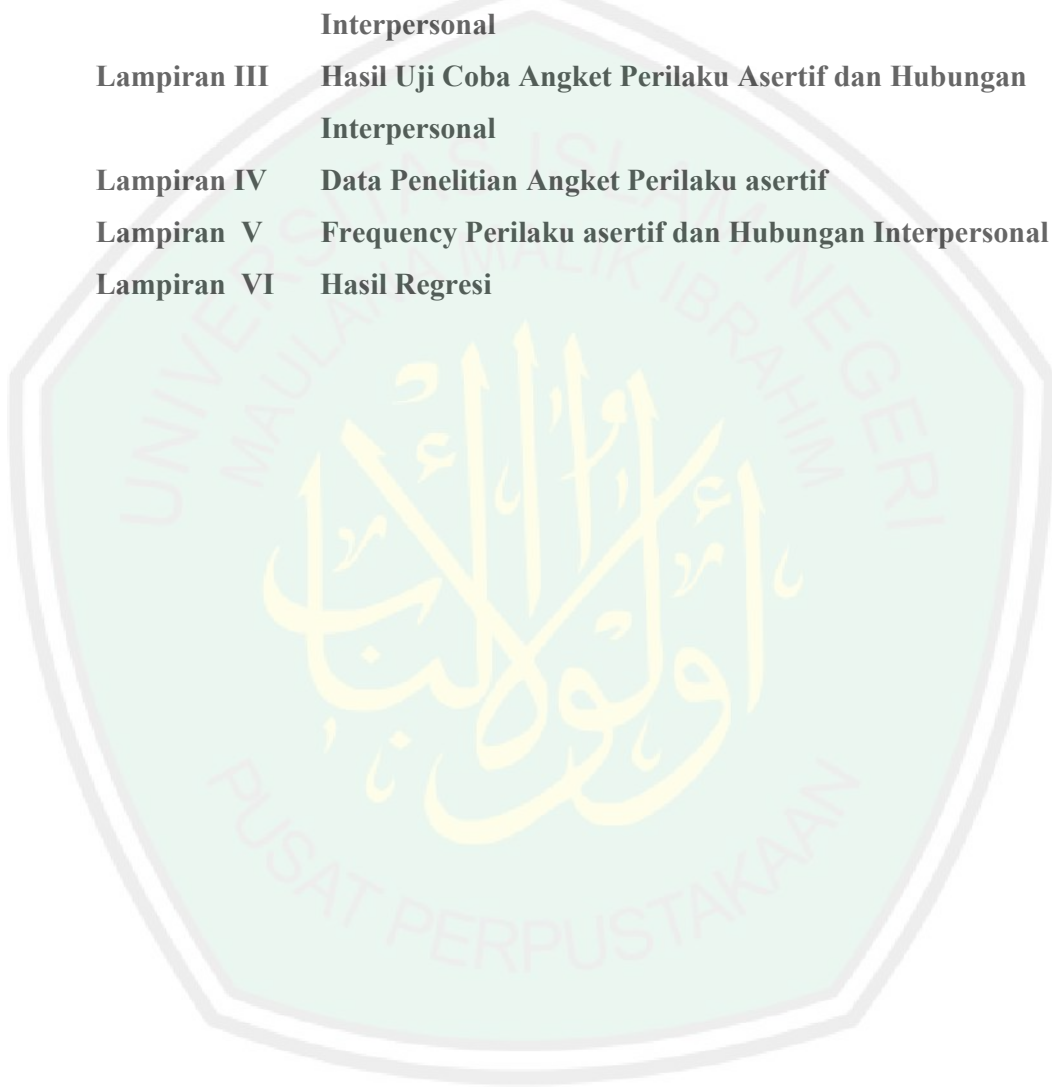 Interpersonal
Lampiran III Hasil Uji Coba Angket Perilaku Asertif dan Hubungan
Interpersonal
Lampiran IV Data Penelitian Angket Perilaku asertif
Lampiran V Frequency Perilaku asertif dan Hubungan Interpersonal
Lampiran VI Hasil Regresi
UNIVERSITAS ISLAM NEGERI
MAULANA MALIK IBRAHIM
أولوا الألباب
PUSAT PERPUSTAKAAN